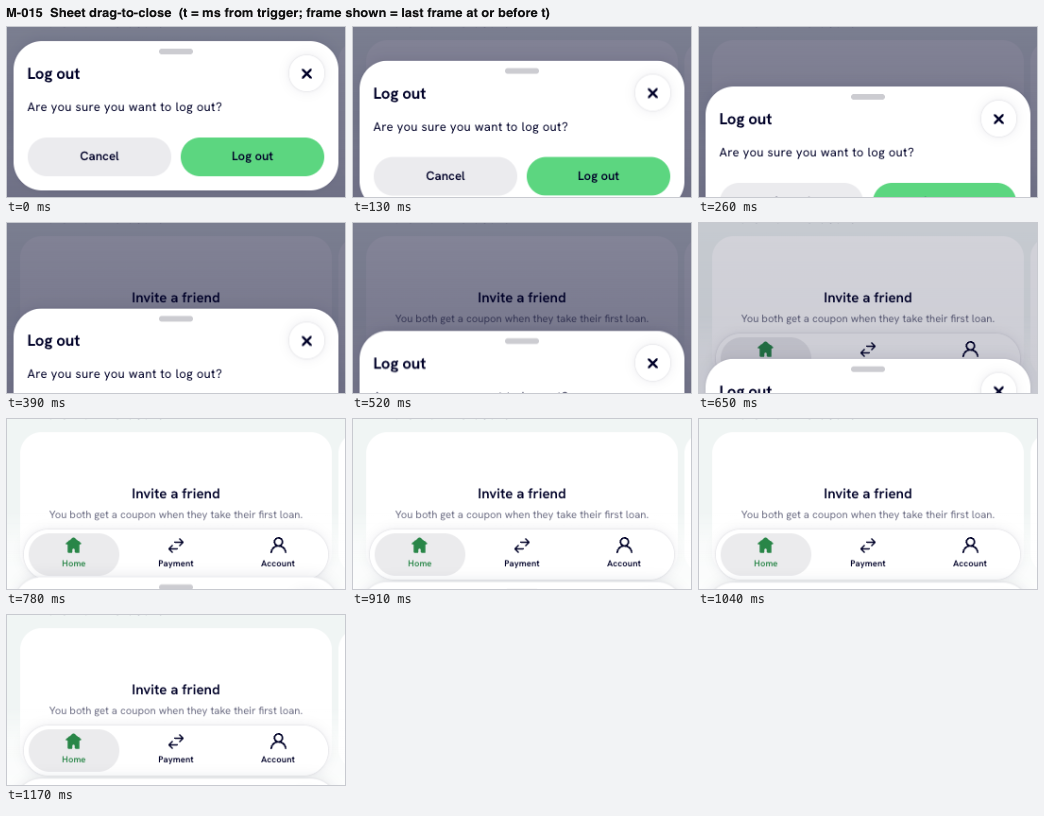 M-015 Sheet drag-to-close (t = ms from trigger; frame shown = last frame at or before t)
Log out
Are you sure you want to log out?
Cancel
Log out
t=0 ms
Log out
Are you sure you want to log out?
Cancel
Log out
t=130 ms
Log out
Are you sure you want to log out?
t=260 ms
Invite a friend
Log out
Are you sure you want to log out?
t=390 ms
Invite a friend
You both get a coupon when they take their first loan.
Log out
t=520 ms
Invite a friend
You both get a coupon when they take their first loan.
Log out
t=650 ms
Invite a friend
You both get a coupon when they take their first loan.
Home
Payment
Account
t=780 ms
Invite a friend
You both get a coupon when they take their first loan.
Home
Payment
Account
t=910 ms
Invite a friend
You both get a coupon when they take their first loan.
Home
Payment
Account
t=1040 ms
Invite a friend
You both get a coupon when they take their first loan.
Home
Payment
Account
t=1170 ms